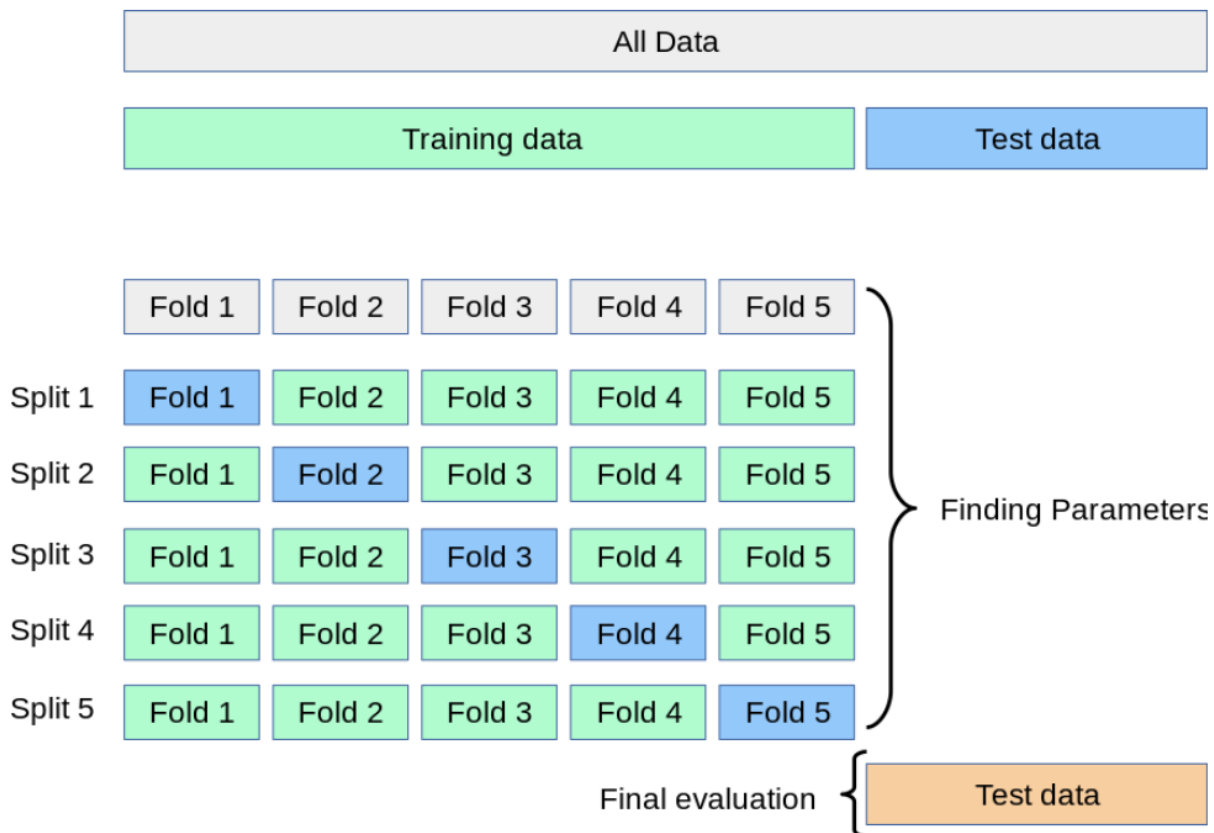 All Data
Training data Test data
Fold 1 Fold 2 Fold 3 Fold 4 Fold 5
Split 1 Fold 1 Fold 2 Fold 3 Fold 4 Fold 5
Split 2 Fold 1 Fold 2 Fold 3 Fold 4 Fold 5
Split 3 Fold 1 Fold 2 Fold 3 Fold 4 Fold 5
Finding Parameters
Split 4 Fold 1 Fold 2 Fold 3 Fold 4 Fold 5
Split 5 Fold 1 Fold 2 Fold 3 Fold 4 Fold 5
Final evaluation Test data